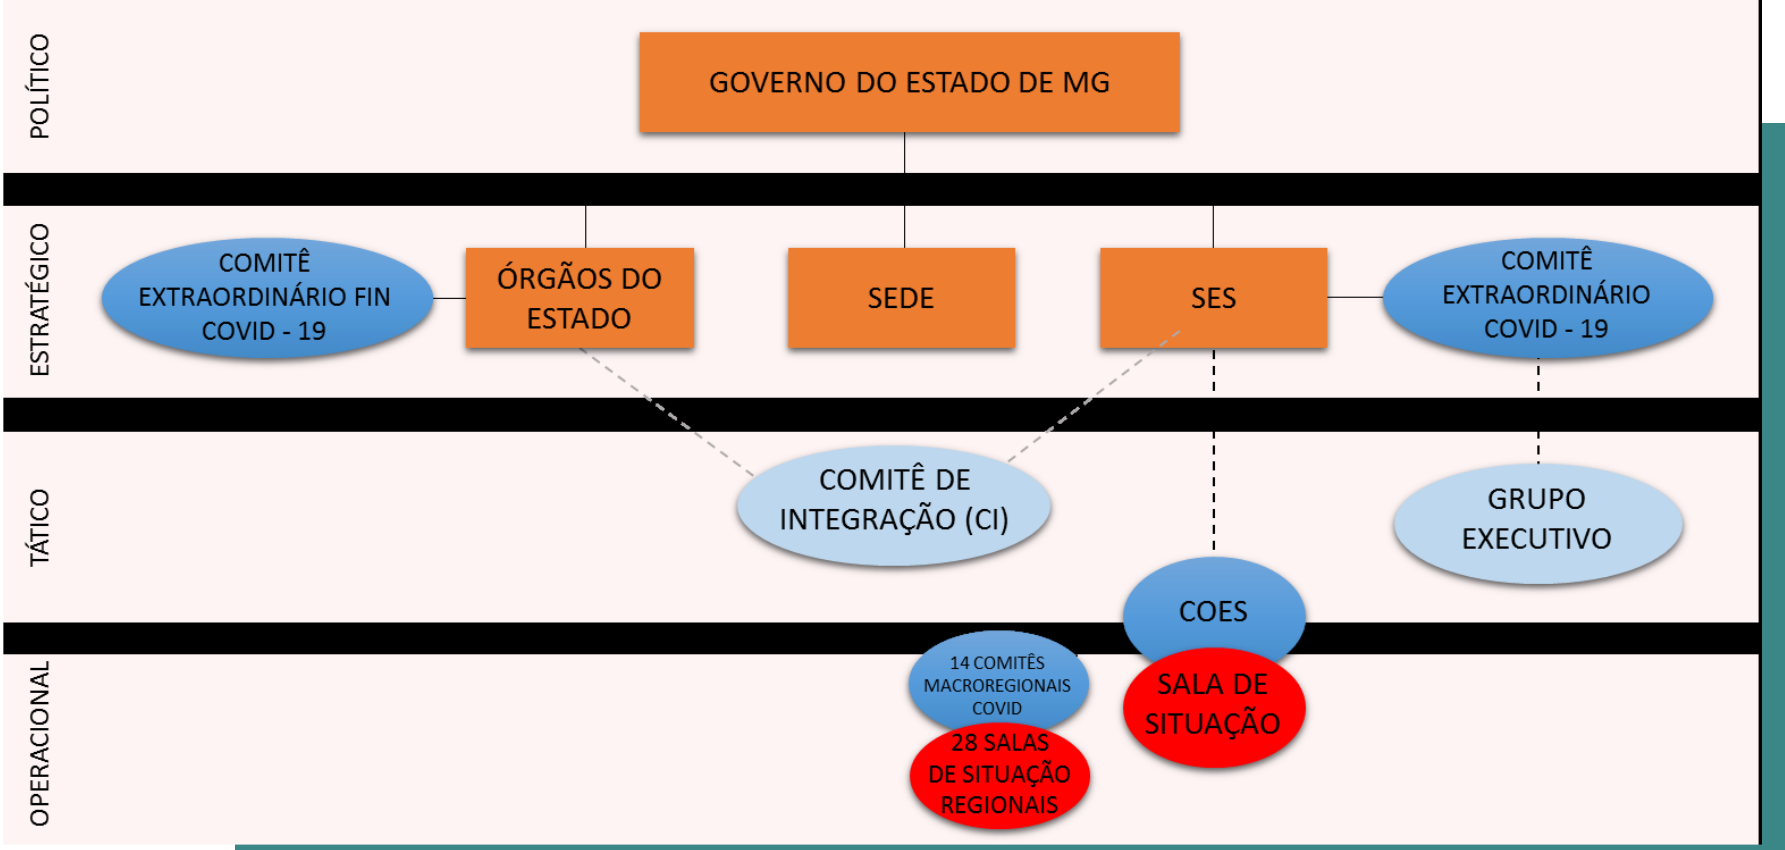 POLÍTICO
GOVERNO DO ESTADO DE MG
ESTRATÉGICO
COMITÊ
EXTRAORDINÁRIO FIN
COVID - 19
ÓRGÃOS DO
ESTADO
SEDE
SES
COMITÊ
EXTRAORDINÁRIO
COVID - 19
TÁTICO
COMITÊ DE
INTEGRAÇÃO (CI)
GRUPO
EXECUTIVO
COES
OPERACIONAL
14 COMITÊS
MACROREGIONAIS
COVID
28 SALAS
DE SITUAÇÃO
REGIONAIS
SALA DE
SITUAÇÃO